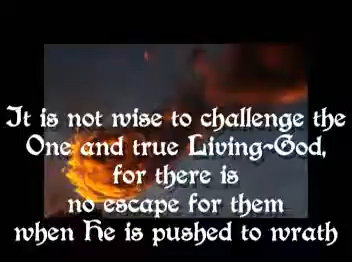 It is not wise to challenge the
One and true Living-God,
for there is
no escape for them
when He is pushed to wrath